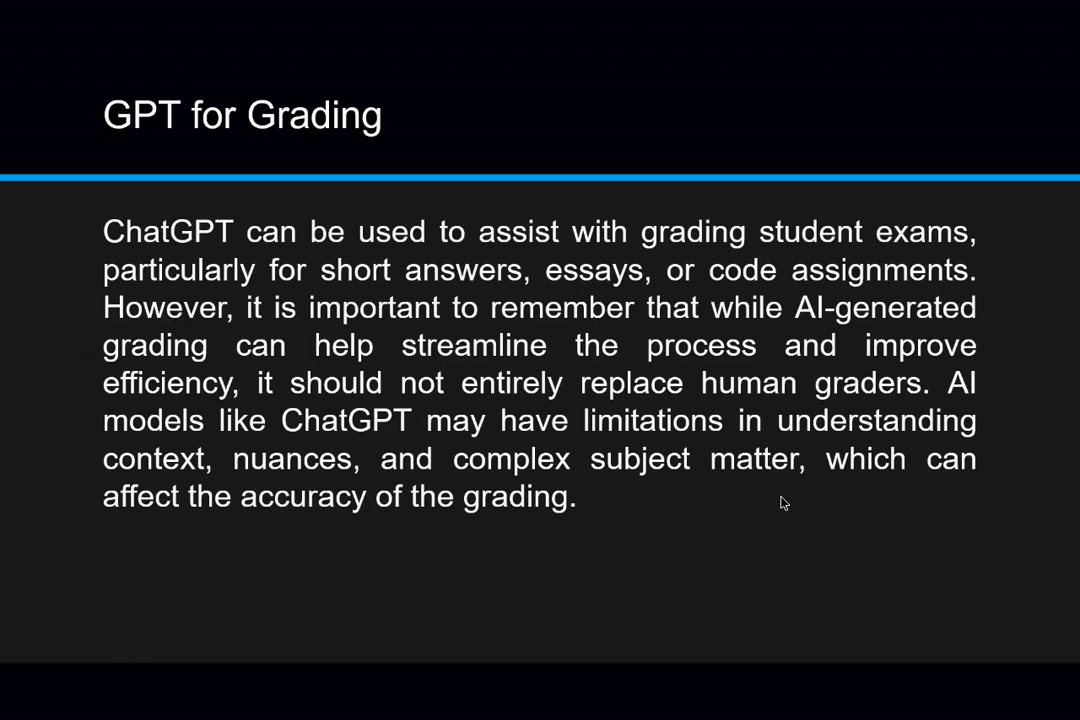 GPT for Grading
ChatGPT can be used to assist with grading student exams,
particularly for short answers, essays, or code assignments.
However, it is important to remember that while AI-generated
grading can help streamline the process and improve
efficiency, it should not entirely replace human graders. AI
models like ChatGPT may have limitations in understanding
context, nuances, and complex subject matter, which can
affect the accuracy of the grading.